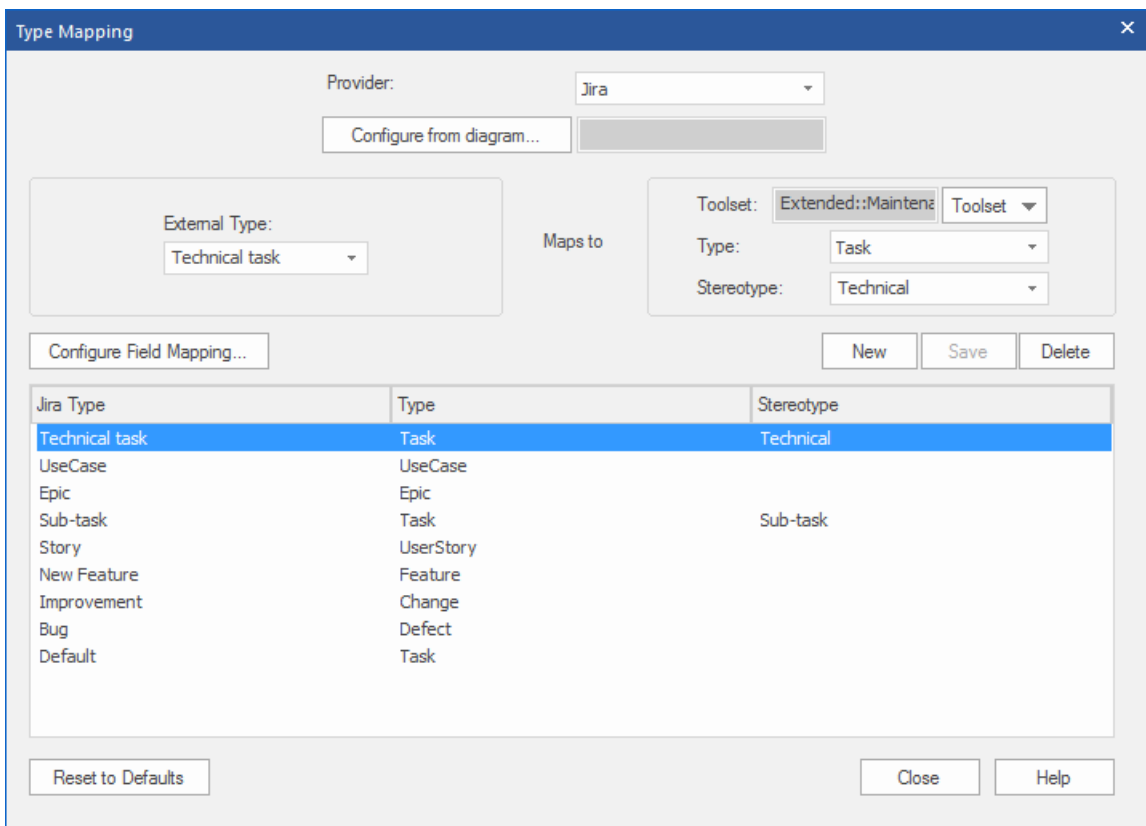 Type Mapping
Provider: Jira
Configure from diagram...
External Type:
Technical task
Maps to
Toolset: Extended::Maintena Toolset
Type: Task
Stereotype: Technical
Configure Field Mapping... New Save Delete
Jira Type Type Stereotype
Technical task Task Technical
UseCase UseCase
Epic Epic
Sub-task Task Sub-task
Story UserStory
New Feature Feature
Improvement Change
Bug Defect
Default Task
Reset to Defaults Close Help